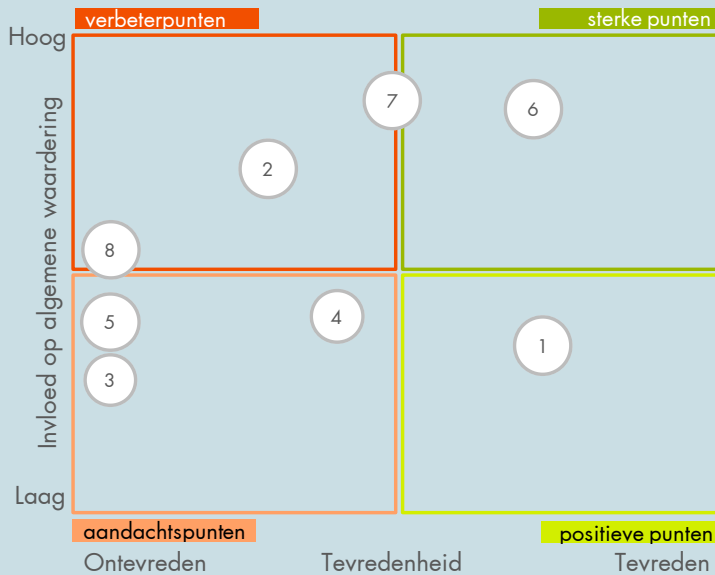 verbeterpunten
sterke punten
Hoog
7
6
2
Invloed op algemene waardering
8
5
4
1
3
Laag
aandachtspunten
positieve punten
Ontevreden
Tevredenheid
Tevreden